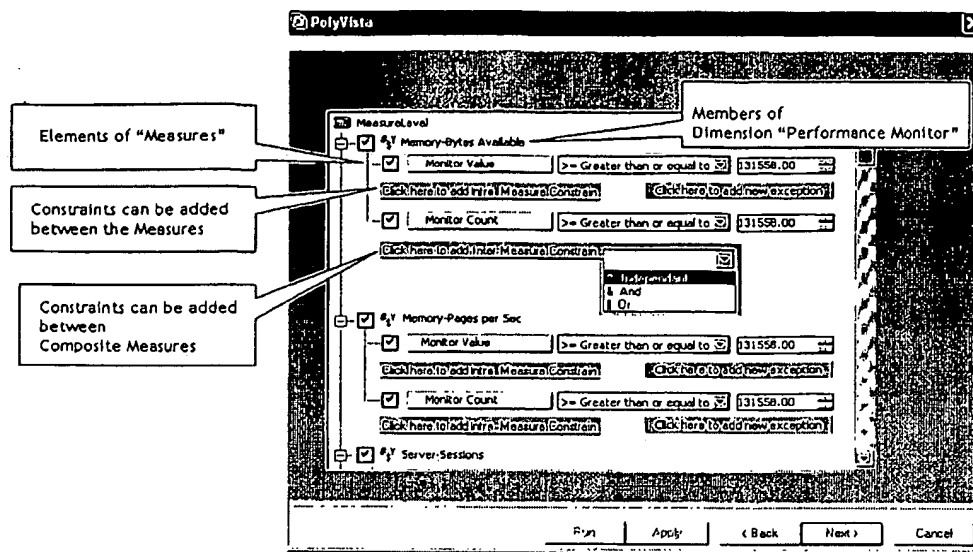 PolyVista
Elements of "Measures"
Members of
Dimension "Performance Monitor"
Constraints can be added
between the Measures
Constraints can be added
between
Composite Measures
MeasureLevel
Memory-Bytes Available
Monitor Value >= Greater than or equal to 131558.00
Click here to add intra Measure Constrain Click here to add new exception
Monitor Count >= Greater than or equal to 131558.00
Click here to add Inter-Measure Constrain
Independent
& And
| Or
Memory-Pages per Sec
Monitor Value >= Greater than or equal to 131558.00
Click here to add intra Measure Constrain Click here to add new exception
Monitor Count >= Greater than or equal to 131558.00
Click here to add intra-Measure Constrain Click here to add new exception
Server-Sessions
Run Apply < Back Next > Cancel